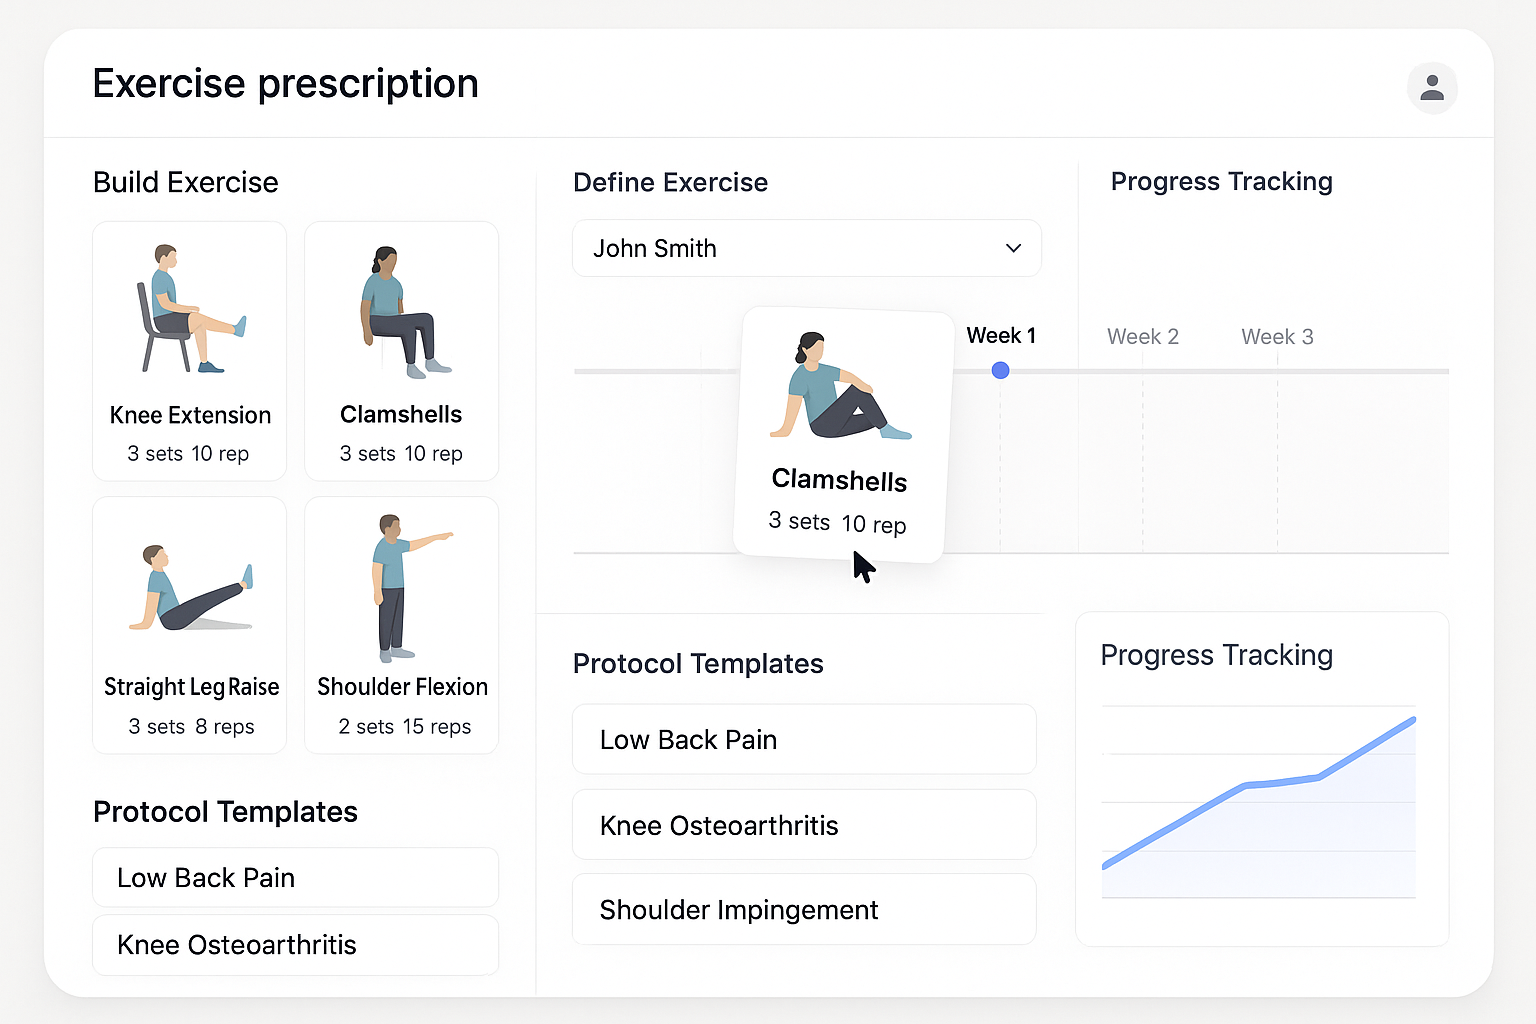 Exercise prescription
Build Exercise
Knee Extension
3 sets 10 rep
Clamshells
3 sets 10 rep
Straight Leg Raise
3 sets 8 reps
Shoulder Flexion
2 sets 15 reps
Protocol Templates
Low Back Pain
Knee Osteoarthritis
Define Exercise
John Smith
Clamshells
3 sets 10 rep
Week 1
Week 2
Week 3
Progress Tracking
Protocol Templates
Low Back Pain
Knee Osteoarthritis
Shoulder Impingement
Progress Tracking